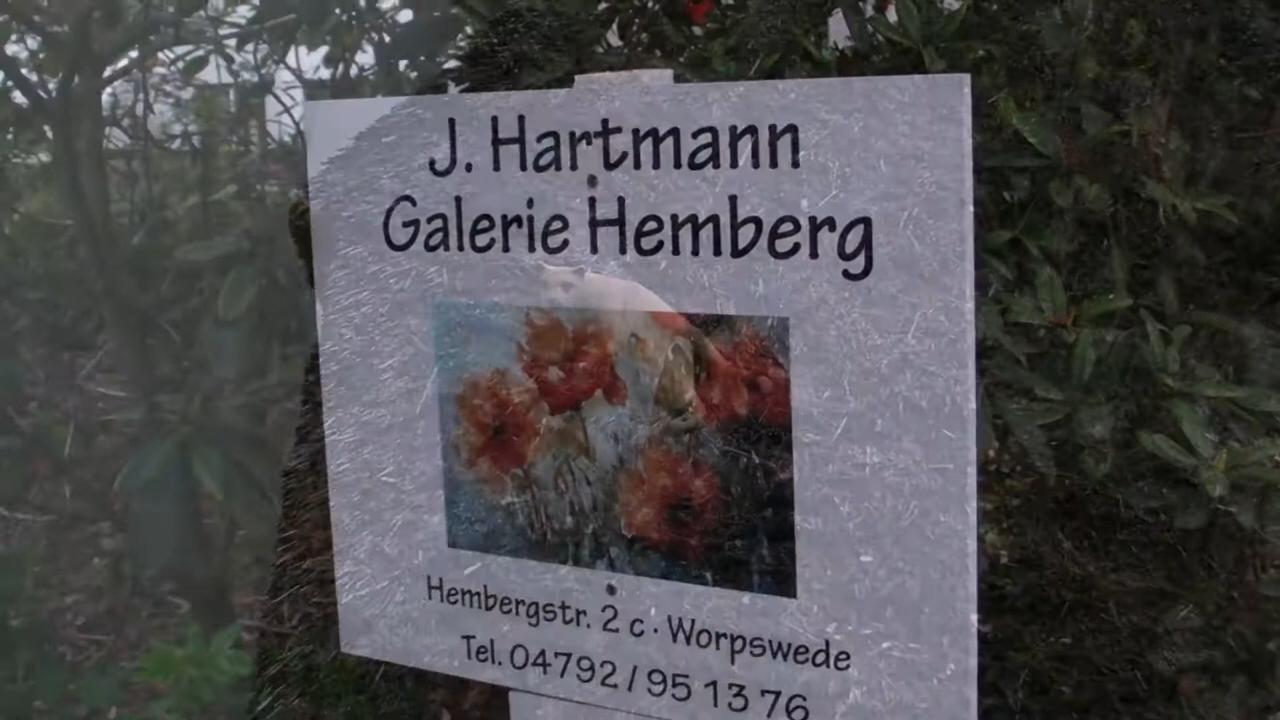 J. Hartmann
Galerie Hemberg
Hembergstr. 2 c · Worpswede
Tel. 04792 / 95 13 76